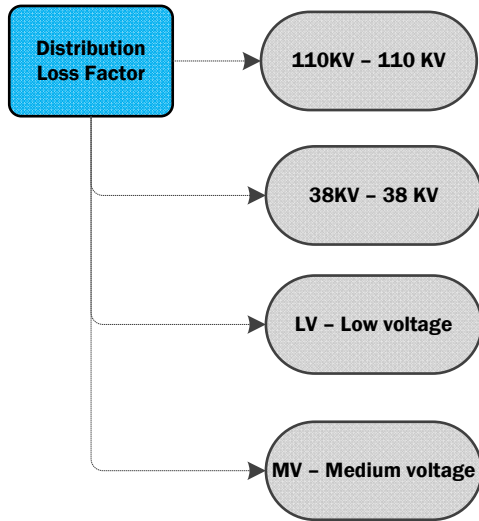 Distribution
Loss Factor
110KV – 110 KV
38KV – 38 KV
LV – Low voltage
MV – Medium voltage